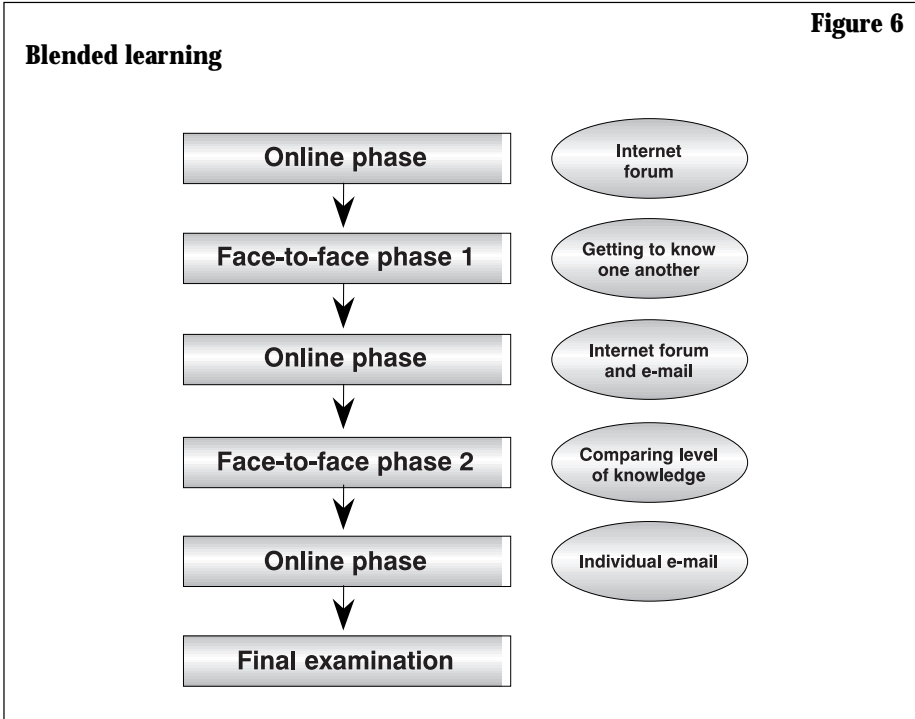 Figure 6
Blended learning
Online phase
Internet
forum
Face-to-face phase 1
Getting to know
one another
Online phase
Internet forum
and e-mail
Face-to-face phase 2
Comparing level
of knowledge
Online phase
Individual e-mail
Final examination